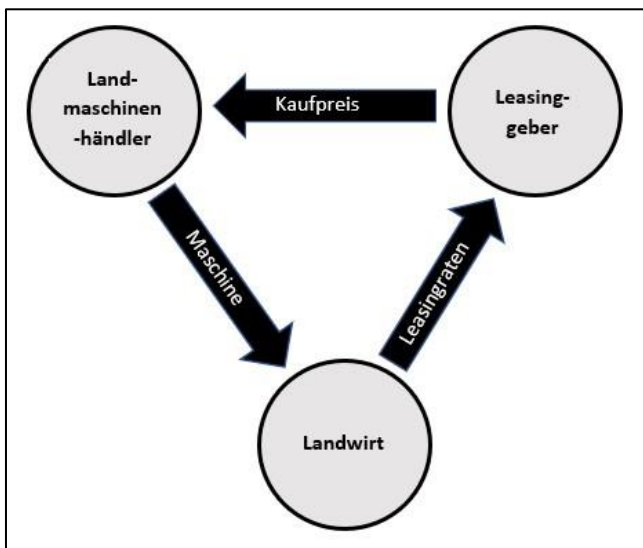 Land-
maschinen
-händler
Kaufpreis
Leasing-
geber
Maschine
Leasingraten
Landwirt